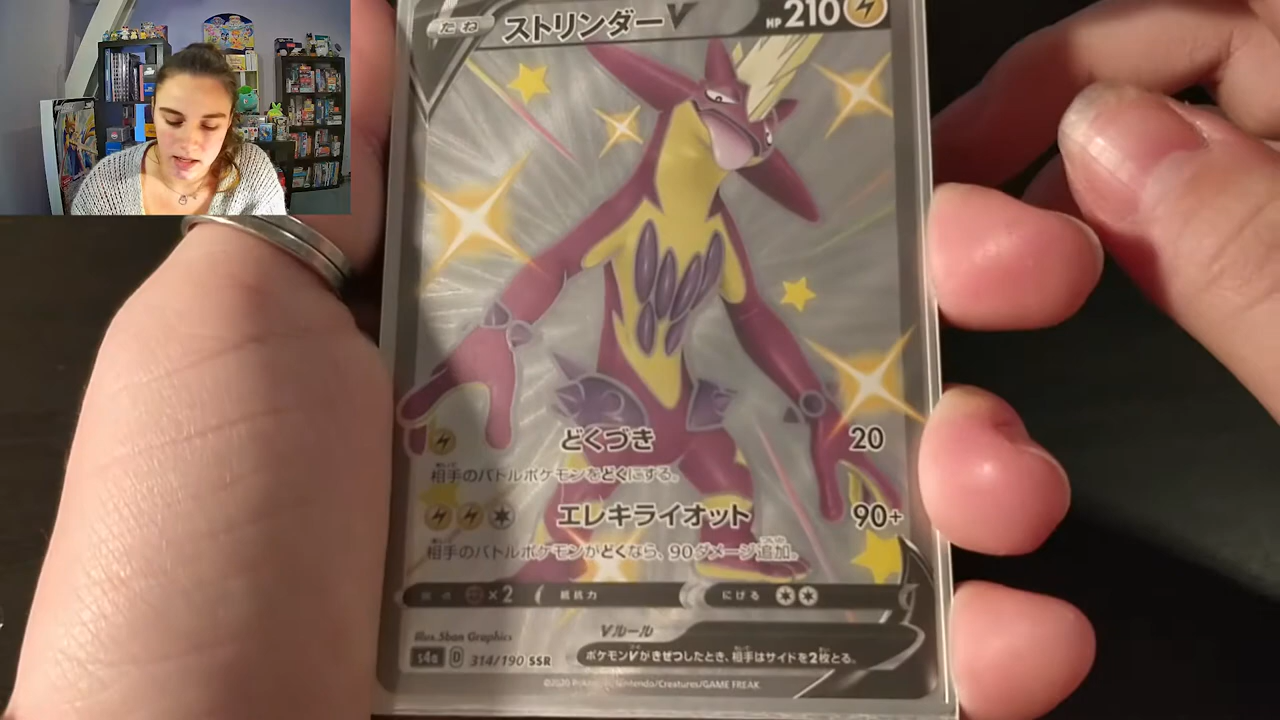 たね ストリンダーV HP 210
どくづき 20
相手のバトルポケモンをどくにする。
エレキライオット 90+
相手のバトルポケモンがどくなら、90ダメージ追加。
弱点 ×2 抵抗力 にげる
Illus. 5ban Graphics Vルール
s4a D 314/190 SSR ポケモンVがきぜつしたとき、相手はサイドを2枚とる。
©2020 Pokémon/Nintendo/Creatures/GAME FREAK.